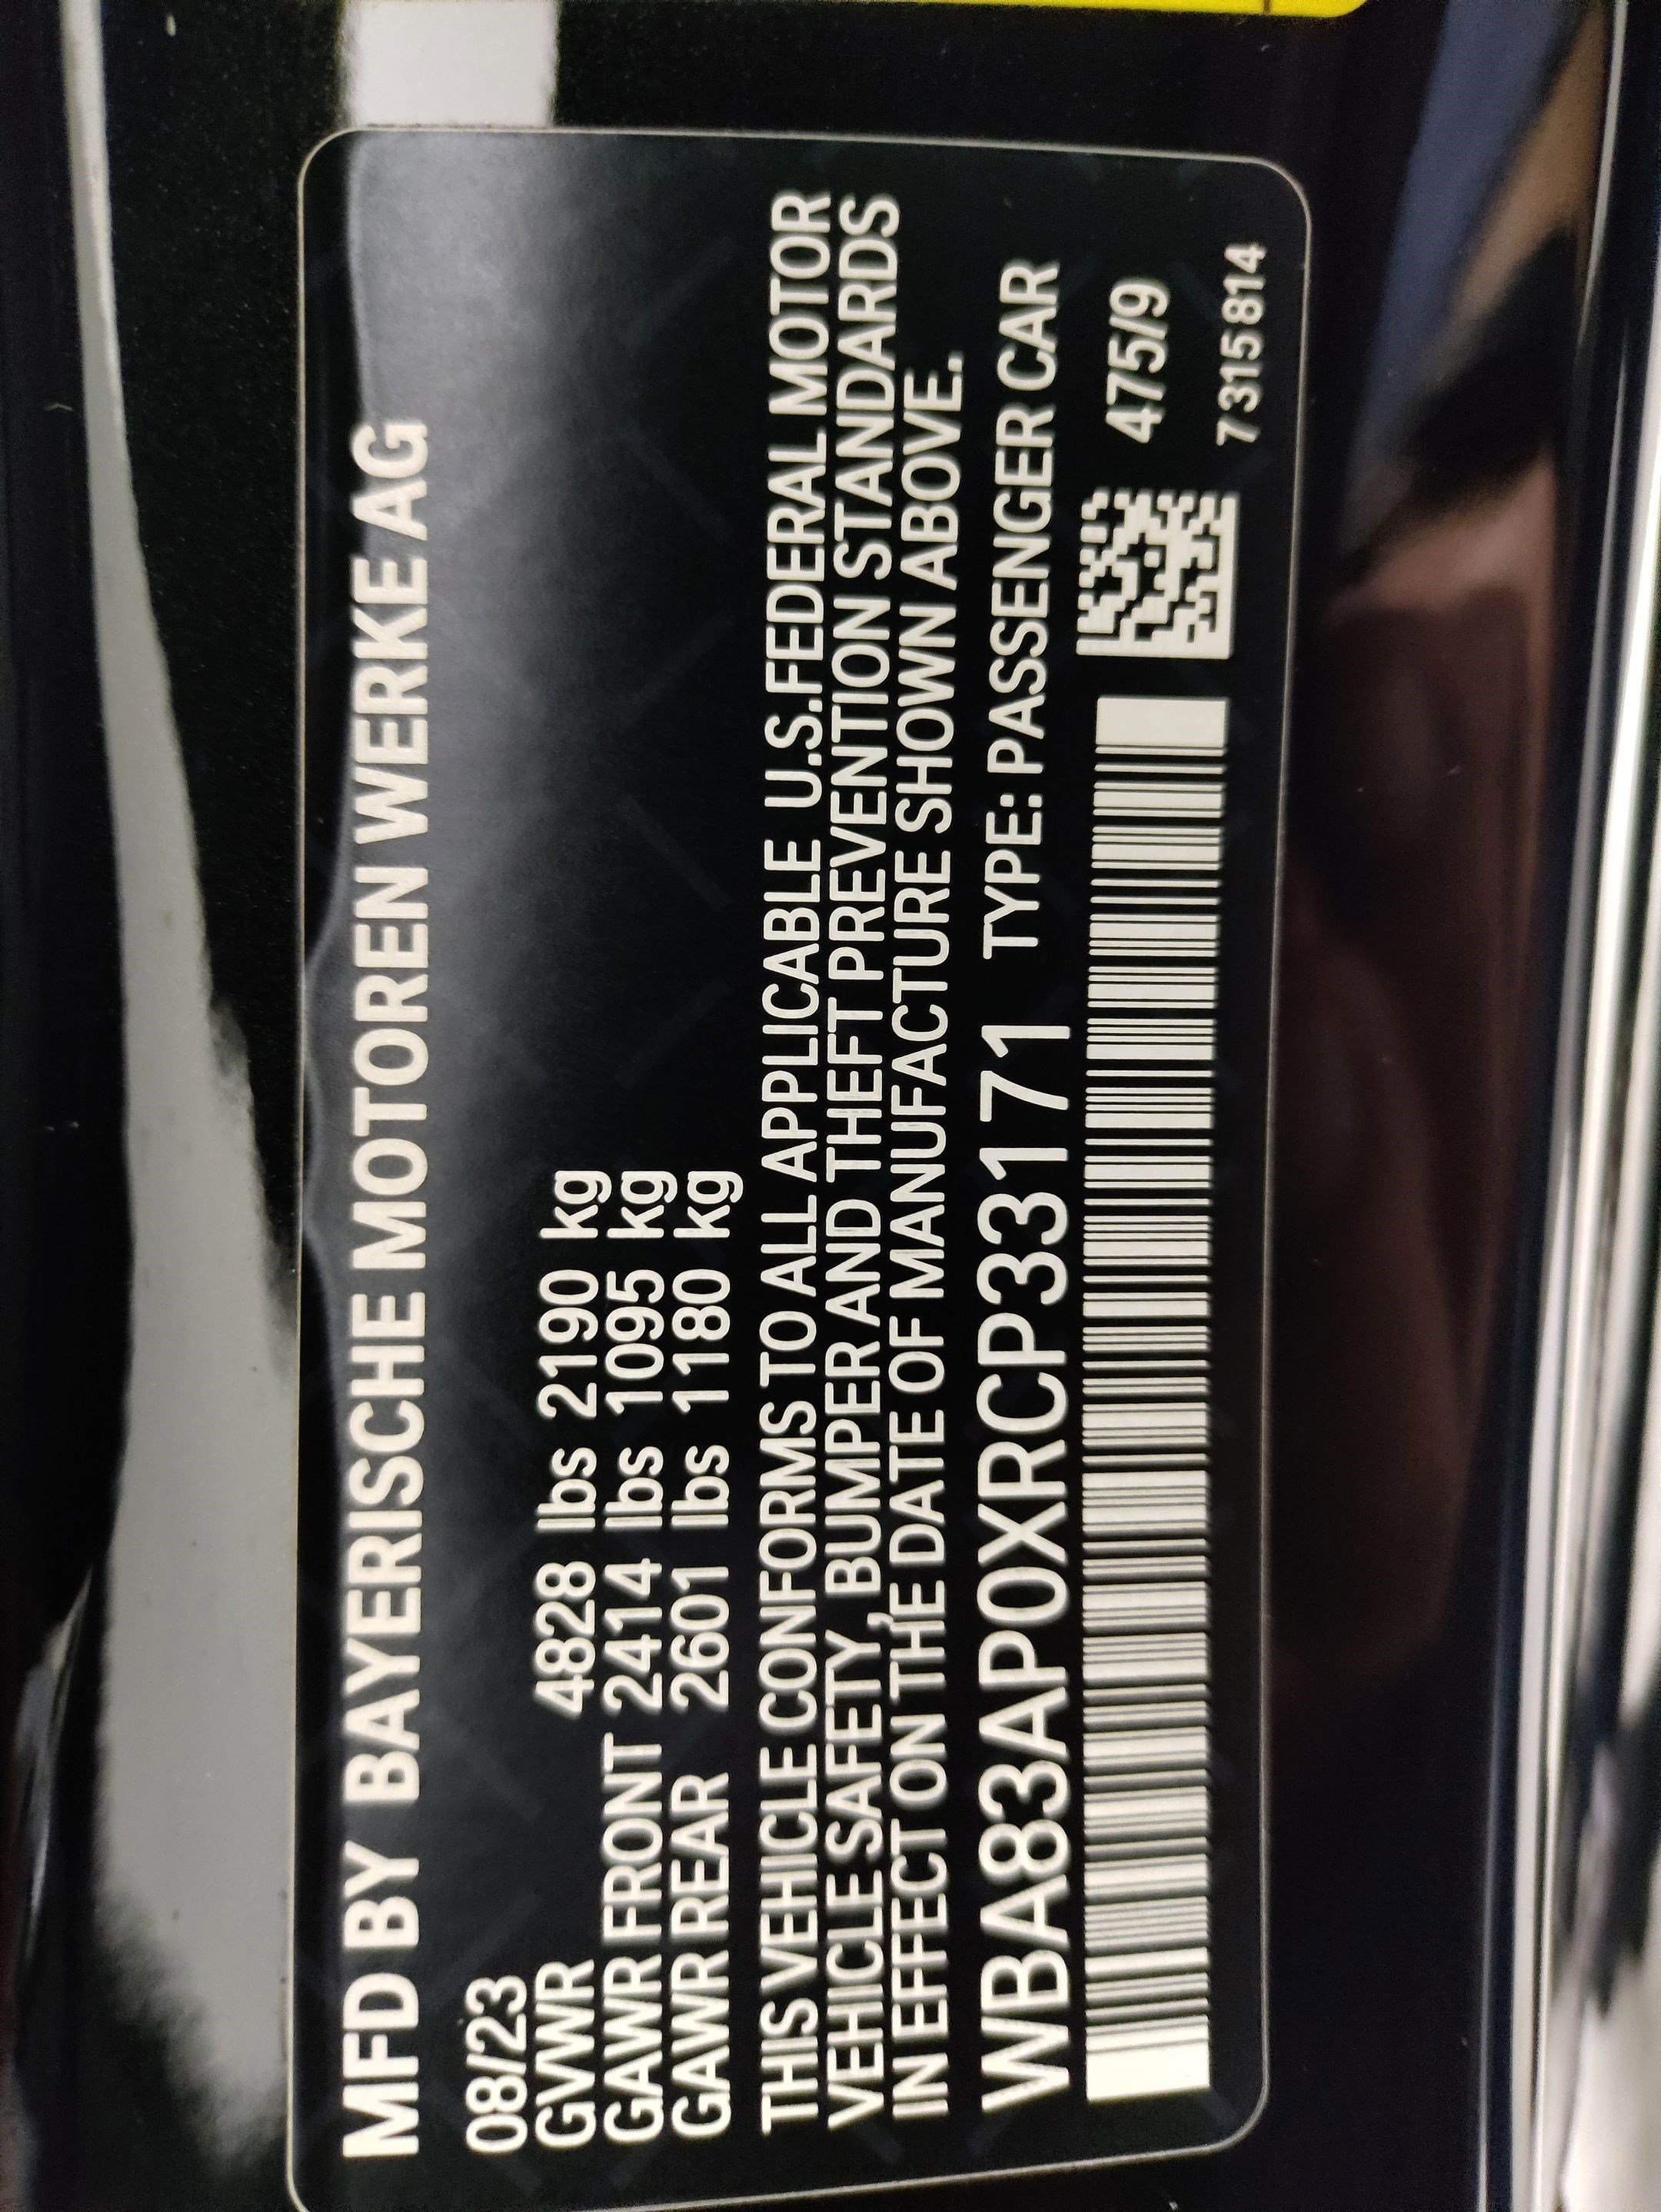 MFD BY BAYERISCHE MOTOREN WERKE AG
08/23
GVWR 4828 lbs 2190 kg
GAWR FRONT 2414 lbs 1095 kg
GAWR REAR 2601 lbs 1180 kg
THIS VEHICLE CONFORMS TO ALL APPLICABLE U.S.FEDERAL MOTOR
VEHICLE SAFETY, BUMPER AND THEFT PREVENTION STANDARDS
IN EFFECT ON THE DATE OF MANUFACTURE SHOWN ABOVE.
WBA83AP0XRCP33171 TYPE: PASSENGER CAR
475/9
7315814